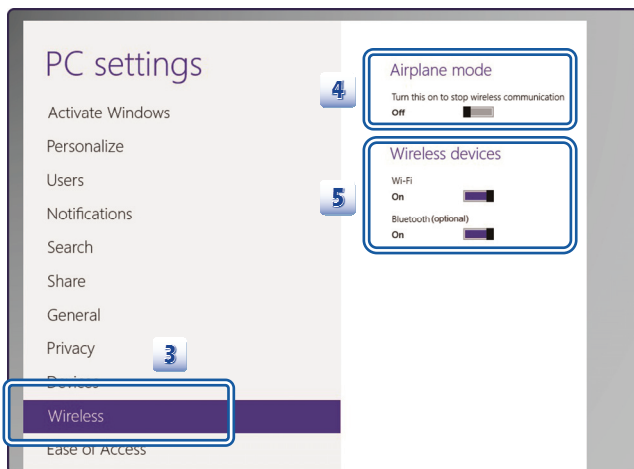 PC settings
Activate Windows
Personalize
Users
Notifications
Search
Share
General
Privacy
3
Devices
Wireless
Ease of Access
4
Airplane mode
Turn this on to stop wireless communication
Off
5
Wireless devices
Wi-Fi
On
Bluetooth (optional)
On